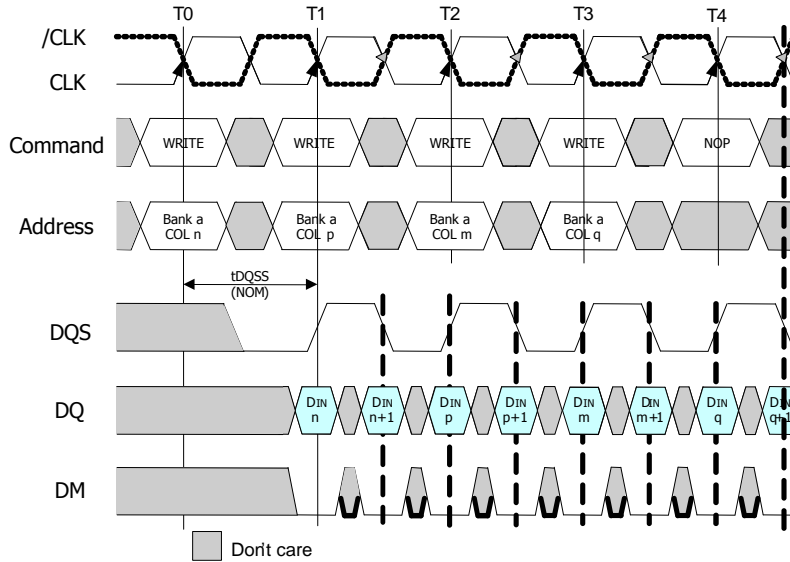 T0 T1 T2 T3 T4
/CLK
CLK
Command WRITE WRITE WRITE WRITE NOP
Address Bank a COL n Bank a COL p Bank a COL m Bank a COL q
tDQSS
(NOM)
DQS
DQ DIN n DIN n+1 DIN p DIN p+1 DIN m DIN m+1 DIN q DIN q+1
DM
Don't care